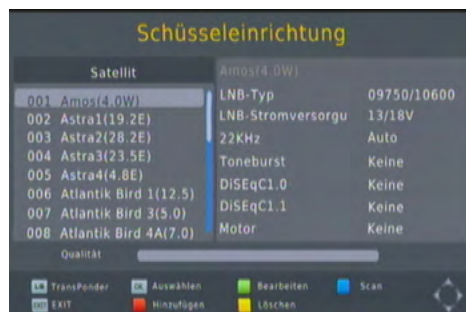 Schüsseleinrichtung
Satellit
001 Amos(4.0W)
002 Astra1(19.2E)
003 Astra2(28.2E)
004 Astra3(23.5E)
005 Astra4(4.8E)
006 Atlantik Bird 1(12.5)
007 Atlantik Bird 3(5.0)
008 Atlantik Bird 4A(7.0)
Amos(4.0W)
LNB-Typ 09750/10600
LNB-Stromversorgu 13/18V
22KHz Auto
Toneburst Keine
DiSEqC1.0 Keine
DiSEqC1.1 Keine
Motor Keine
Qualität
L/R TransPonder OK Auswählen Bearbeiten Scan
EXIT EXIT Hinzufügen Löschen